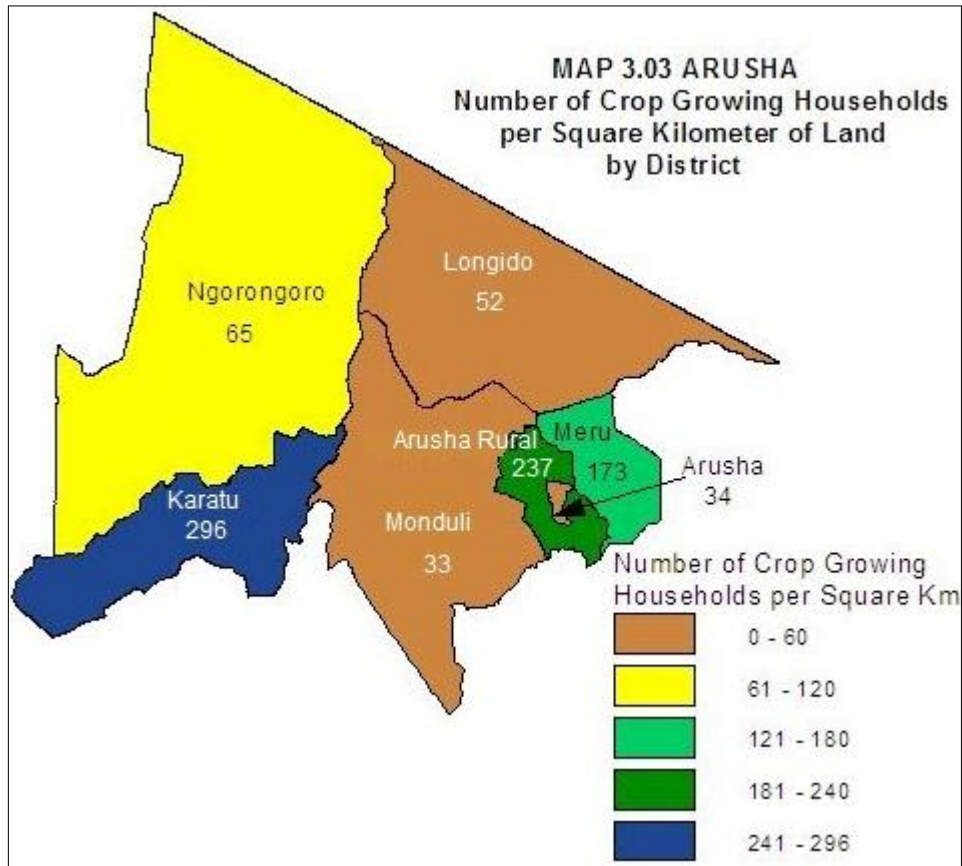 MAP 3.03 ARUSHA
Number of Crop Growing Households
per Square Kilometer of Land
by District
Longido
52
Ngorongoro
65
Arusha Rural
237
Meru
173
Arusha
34
Karatu
296
Monduli
33
Number of Crop Growing
Households per Square Km
0 - 60
61 - 120
121 - 180
181 - 240
241 - 296